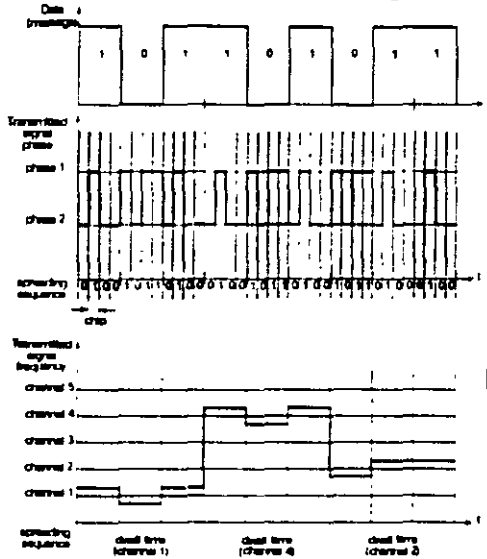 Data
(message)
1 0 1 1 0 1 0 1 1
Transmitted
signal
phase
phase 1
phase 2
spreading
sequence
t
chip
Transmitted
signal
frequency
channel 5
channel 4
channel 3
channel 2
channel 1
t
spreading
sequence
dwell time
(channel 1)
dwell time
(channel 4)
dwell time
(channel 2)